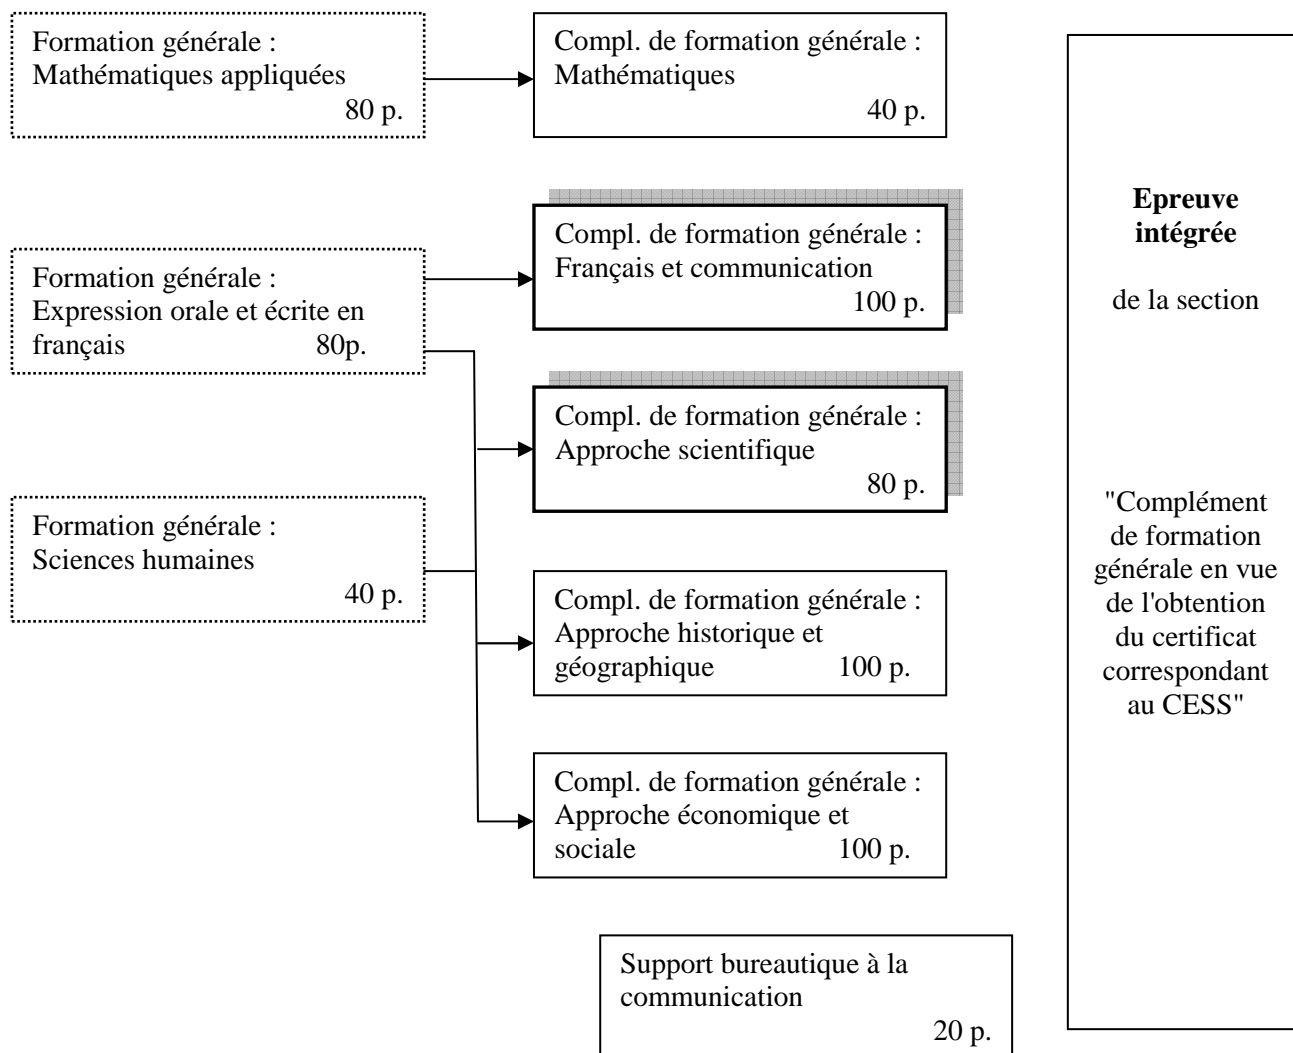 Formation générale :
Mathématiques appliquées
80 p.
Compl. de formation générale :
Mathématiques
40 p.
Formation générale :
Expression orale et écrite en
français 80p.
Compl. de formation générale :
Français et communication
100 p.
Compl. de formation générale :
Approche scientifique
80 p.
Formation générale :
Sciences humaines
40 p.
Compl. de formation générale :
Approche historique et
géographique 100 p.
Compl. de formation générale :
Approche économique et
sociale 100 p.
Support bureautique à la
communication
20 p.
Epreuve
intégrée
de la section
"Complément
de formation
générale en vue
de l'obtention
du certificat
correspondant
au CESS"